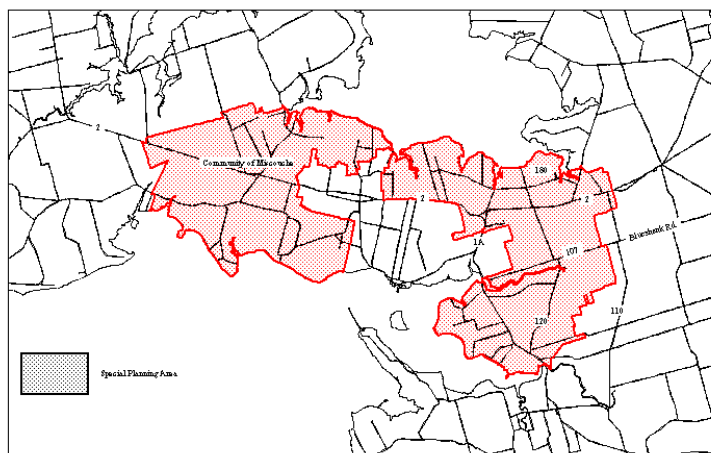 2
Community of Miscouche
180
2
2
1A
107
Blueshank Rd.
120
110
Special Planning Area